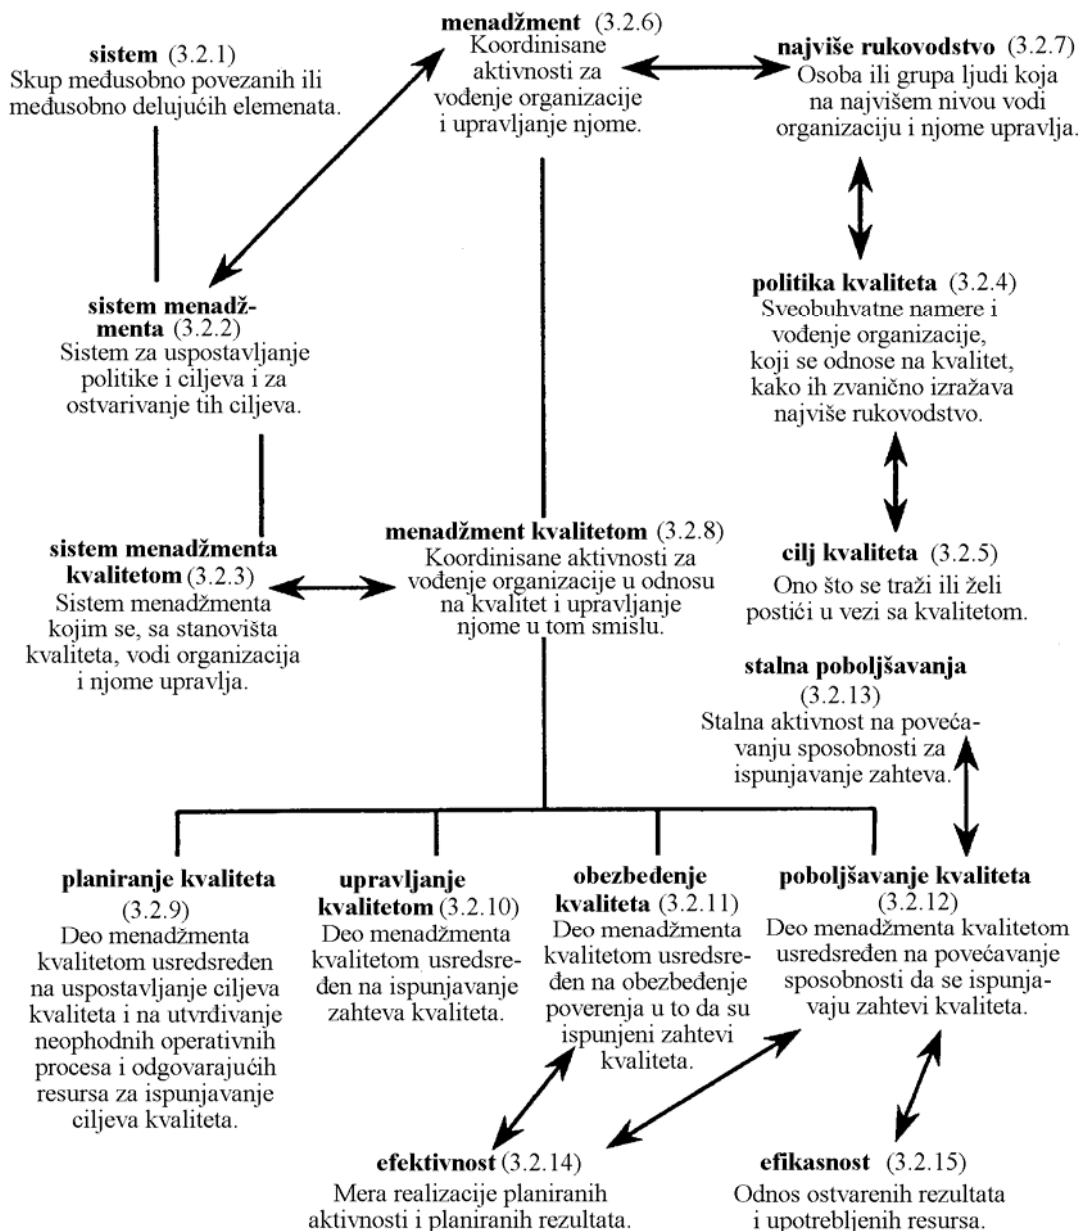 menadžment (3.2.6)
Koordinisane
aktivnosti za
vođenje organizacije
i upravljanje njome.
sistem (3.2.1)
Skup međusobno povezanih ili
međusobno delujućih elemenata.
najviše rukovodstvo (3.2.7)
Osoba ili grupa ljudi koja
na najvišem nivou vodi
organizaciju i njome upravlja.
sistem menadž-
menta (3.2.2)
Sistem za uspostavljanje
politike i ciljeva i za
ostvarivanje tih ciljeva.
politika kvaliteta (3.2.4)
Sveobuhvatne namere i
vođenje organizacije,
koji se odnose na kvalitet,
kako ih zvanično izražava
najviše rukovodstvo.
sistem menadžmenta
kvalitetom (3.2.3)
Sistem menadžmenta
kojim se, sa stanovišta
kvaliteta, vodi organizacija
i njome upravlja.
menadžment kvalitetom (3.2.8)
Koordinisane aktivnosti za
vođenje organizacije u odnosu
na kvalitet i upravljanje
njome u tom smislu.
cilj kvaliteta (3.2.5)
Ono što se traži ili želi
postići u vezi sa kvalitetom.
stalna poboljšavanja
(3.2.13)
Stalna aktivnost na poveća-
vanju sposobnosti za
ispunjavanje zahteva.
planiranje kvaliteta
(3.2.9)
Deo menadžmenta
kvalitetom usredsređen
na uspostavljanje ciljeva
kvaliteta i na utvrđivanje
neophodnih operativnih
procesa i odgovarajućih
resursa za ispunjavanje
ciljeva kvaliteta.
upravljanje
kvalitetom (3.2.10)
Deo menadžmenta
kvalitetom usredsre-
đen na ispunjavanje
zahteva kvaliteta.
obezbeđenje
kvaliteta (3.2.11)
Deo menadžmenta
kvalitetom usredsre-
đen na obezbeđenje
poverenja u to da su
ispunjeni zahtevi
kvaliteta.
poboljšavanje kvaliteta
(3.2.12)
Deo menadžmenta kvalitetom
usredsređen na povećavanje
sposobnosti da se ispunja-
vaju zahtevi kvaliteta.
efektivnost (3.2.14)
Mera realizacije planiranih
aktivnosti i planiranih rezultata.
efikasnost (3.2.15)
Odnos ostvarenih rezultata
i upotrebljenih resursa.